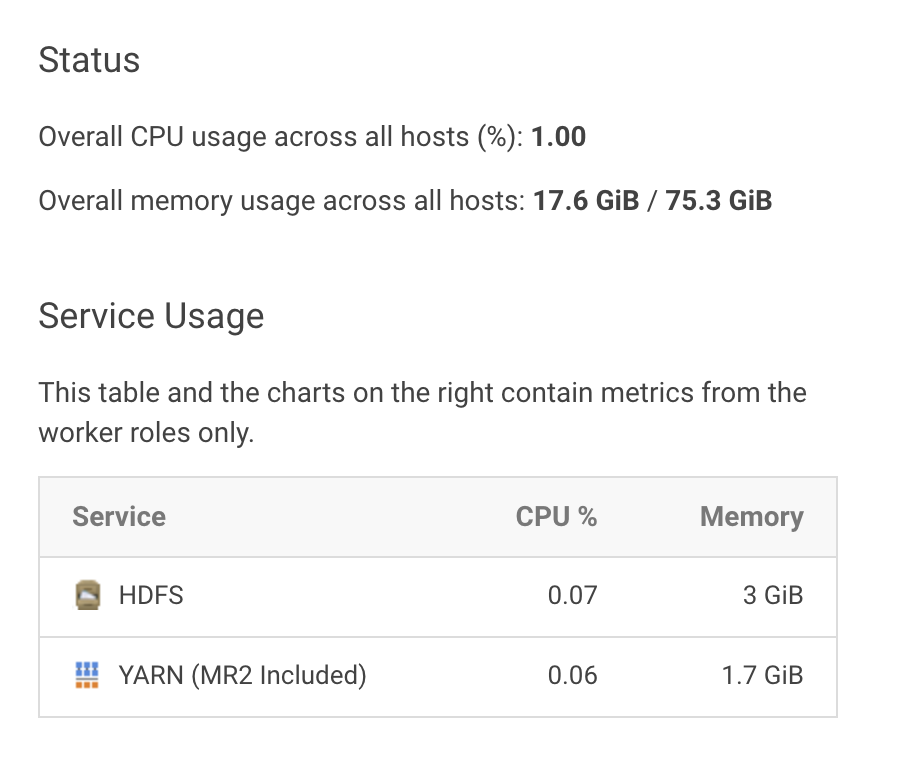 Status
Overall CPU usage across all hosts (%): 1.00
Overall memory usage across all hosts: 17.6 GiB / 75.3 GiB
Service Usage
This table and the charts on the right contain metrics from the
worker roles only.
Service CPU % Memory
HDFS 0.07 3 GiB
YARN (MR2 Included) 0.06 1.7 GiB